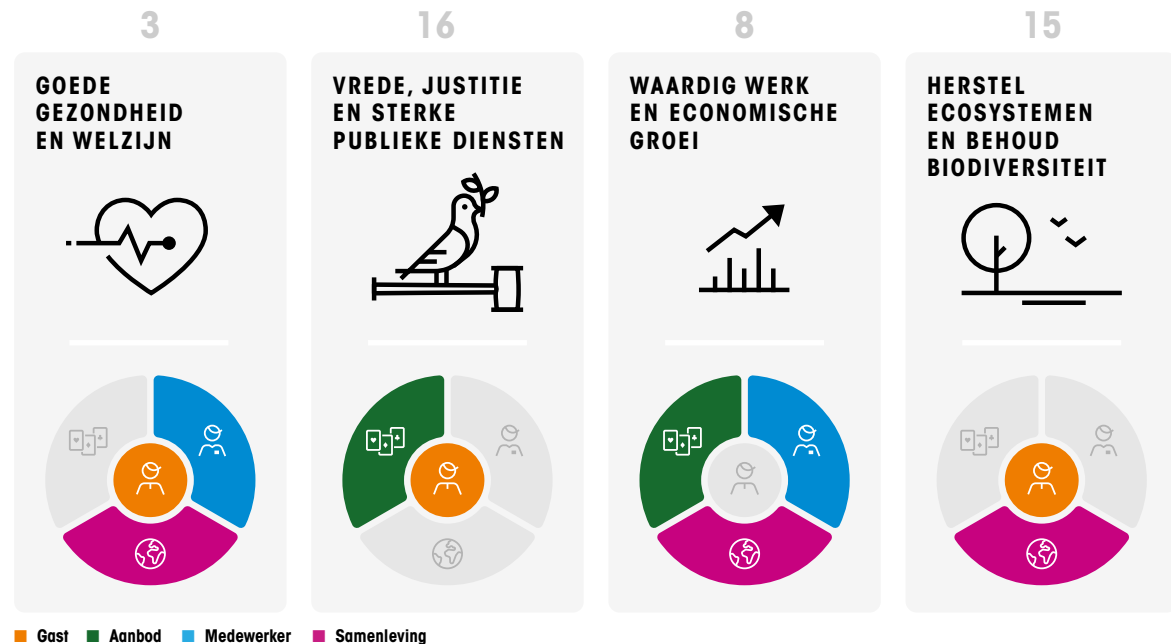 3
GOEDE
GEZONDHEID
EN WELZIJN
16
VREDE, JUSTITIE
EN STERKE
PUBLIEKE DIENSTEN
8
WAARDIG WERK
EN ECONOMISCHE
GROEI
15
HERSTEL
ECOSYSTEMEN
EN BEHOUD
BIODIVERSITEIT
Gast Aanbod Medewerker Samenleving